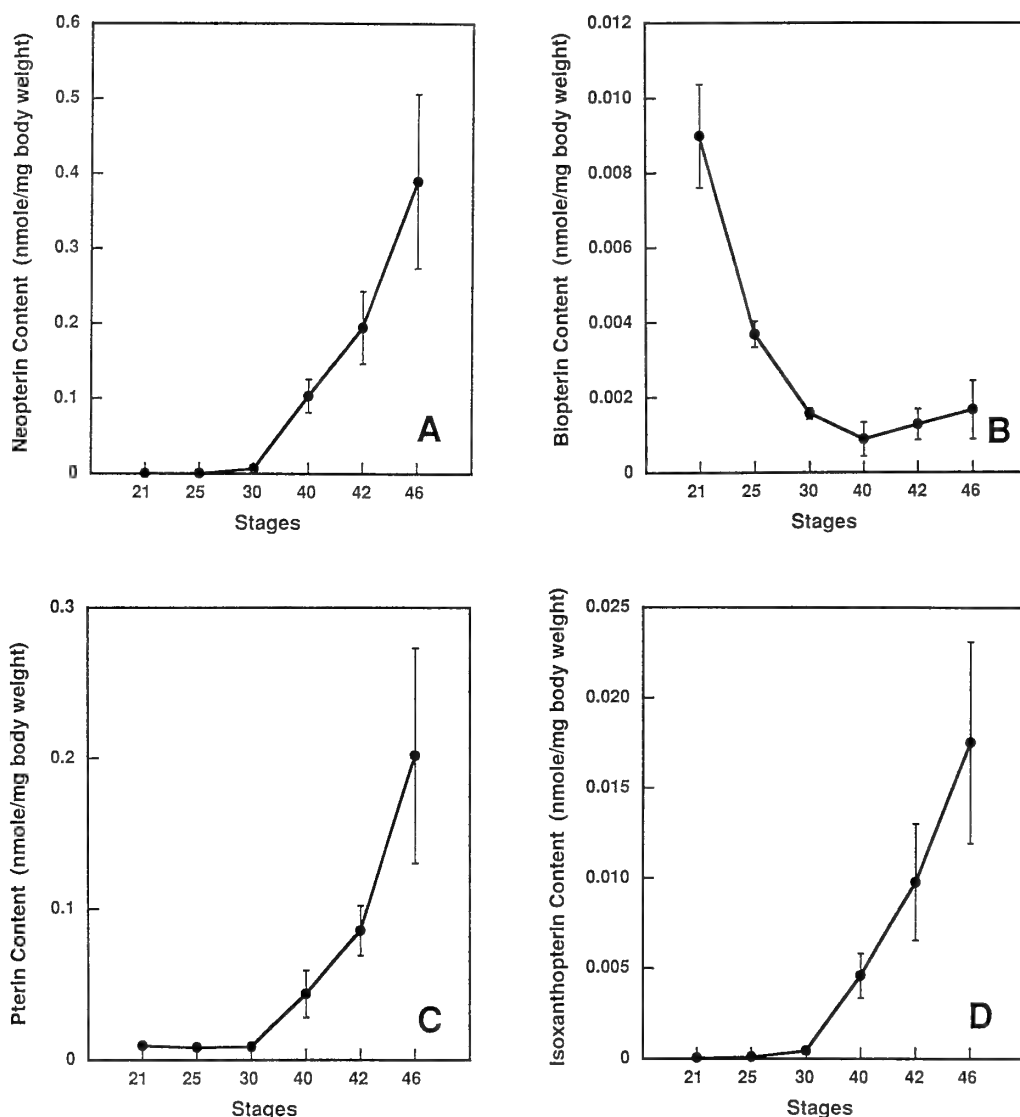 Neopterin Content (nmole/mg body weight)
0.6
0.5
0.4
0.3
0.2
0.1
0
A
21 25 30 40 42 46
Stages
Biopterin Content (nmole/mg body weight)
0.012
0.010
0.008
0.006
0.004
0.002
0
B
21 25 30 40 42 46
Stages
Pterin Content (nmole/mg body weight)
0.3
0.2
0.1
0
C
21 25 30 40 42 46
Stages
Isoxanthopterin Content (nmole/mg body weight)
0.025
0.020
0.015
0.010
0.005
0
D
21 25 30 40 42 46
Stages